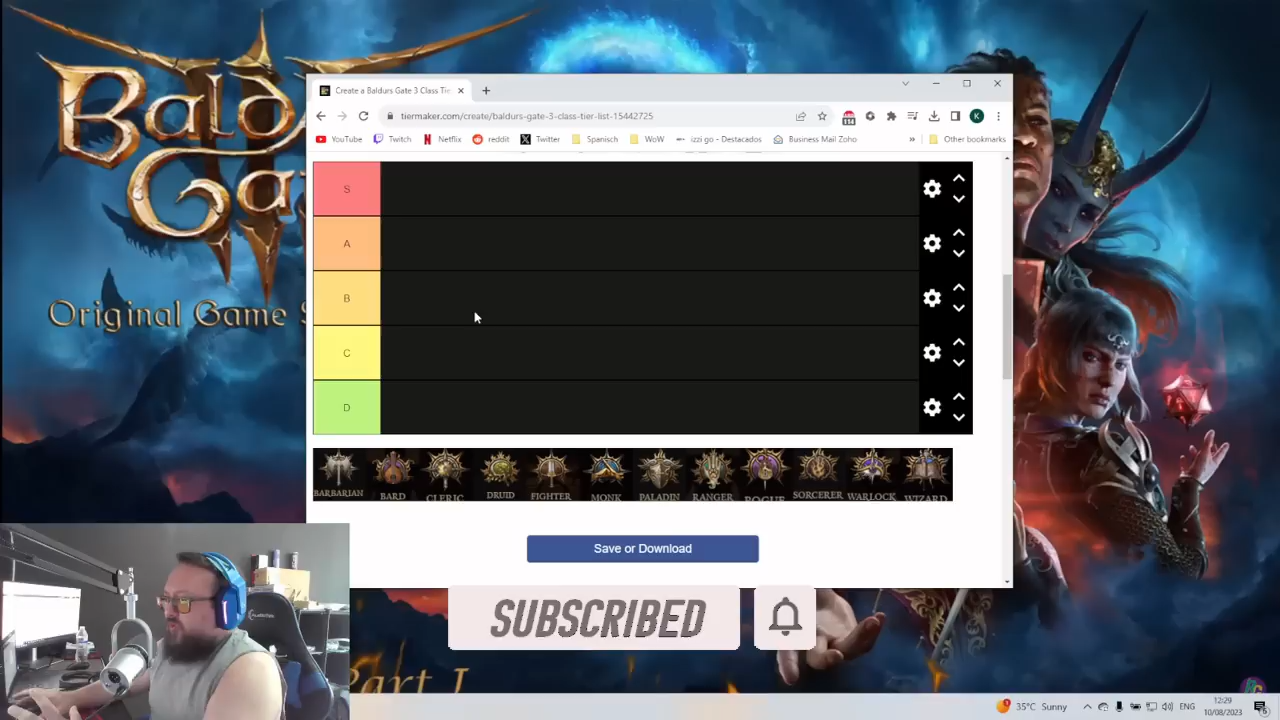 Create a Baldurs Gate 3 Class Tie
tiermaker.com/create/baldurs-gate-3-class-tier-list-15442725
114
K
YouTube
Twitch
Netflix
reddit
Twitter
Spanisch
WoW
izzi go - Destacados
Business Mail Zoho
»
Other bookmarks
S
A
B
C
D
BARBARIAN
BARD
CLERIC
DRUID
FIGHTER
MONK
PALADIN
RANGER
ROGUE
SORCERER
WARLOCK
WIZARD
Save or Download
SUBSCRIBED
Original Game S
Part I
35°C Sunny
ENG
12:29
10/08/2023